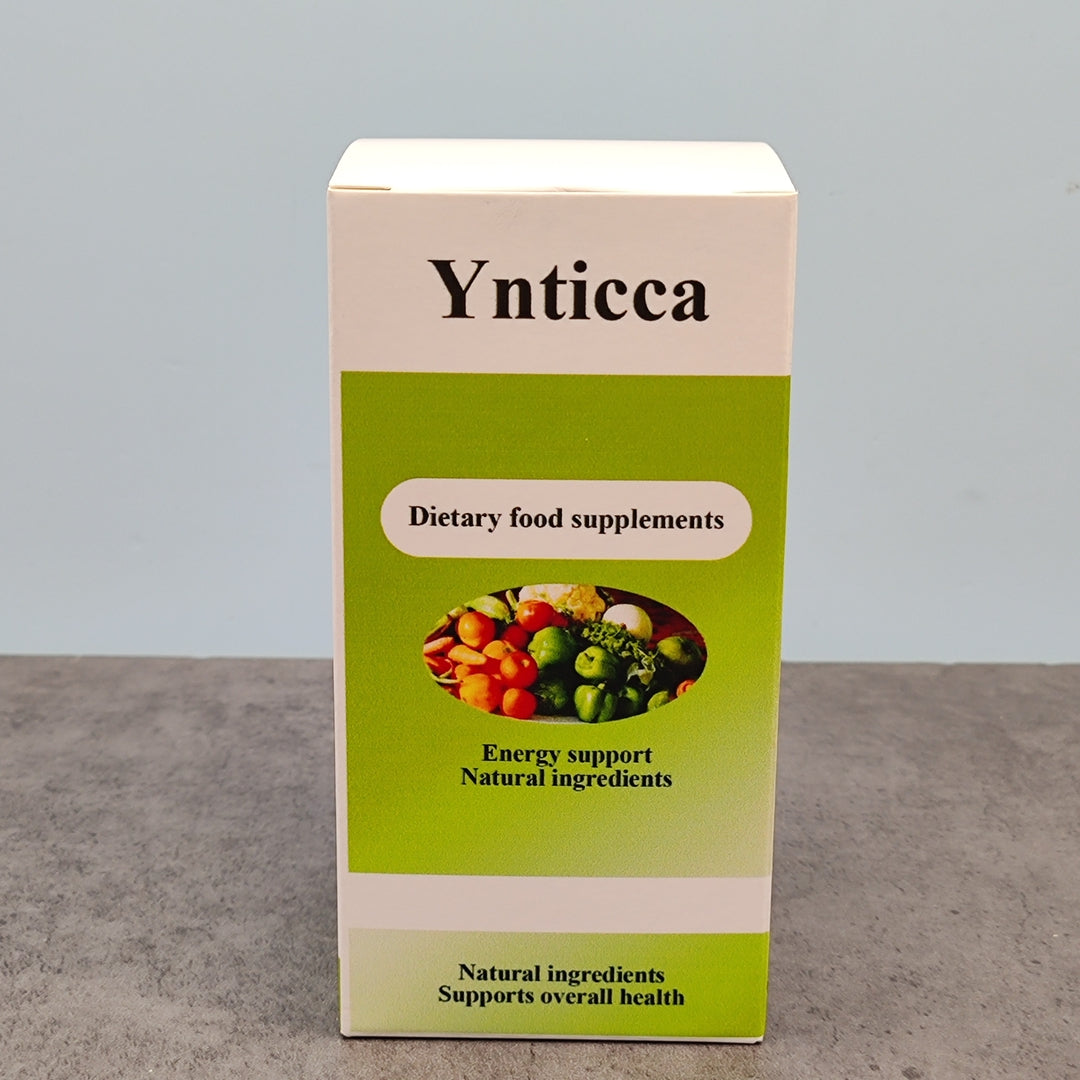 Ynticca
Dietary food supplements
Energy support
Natural ingredients
Natural ingredients
Supports overall health